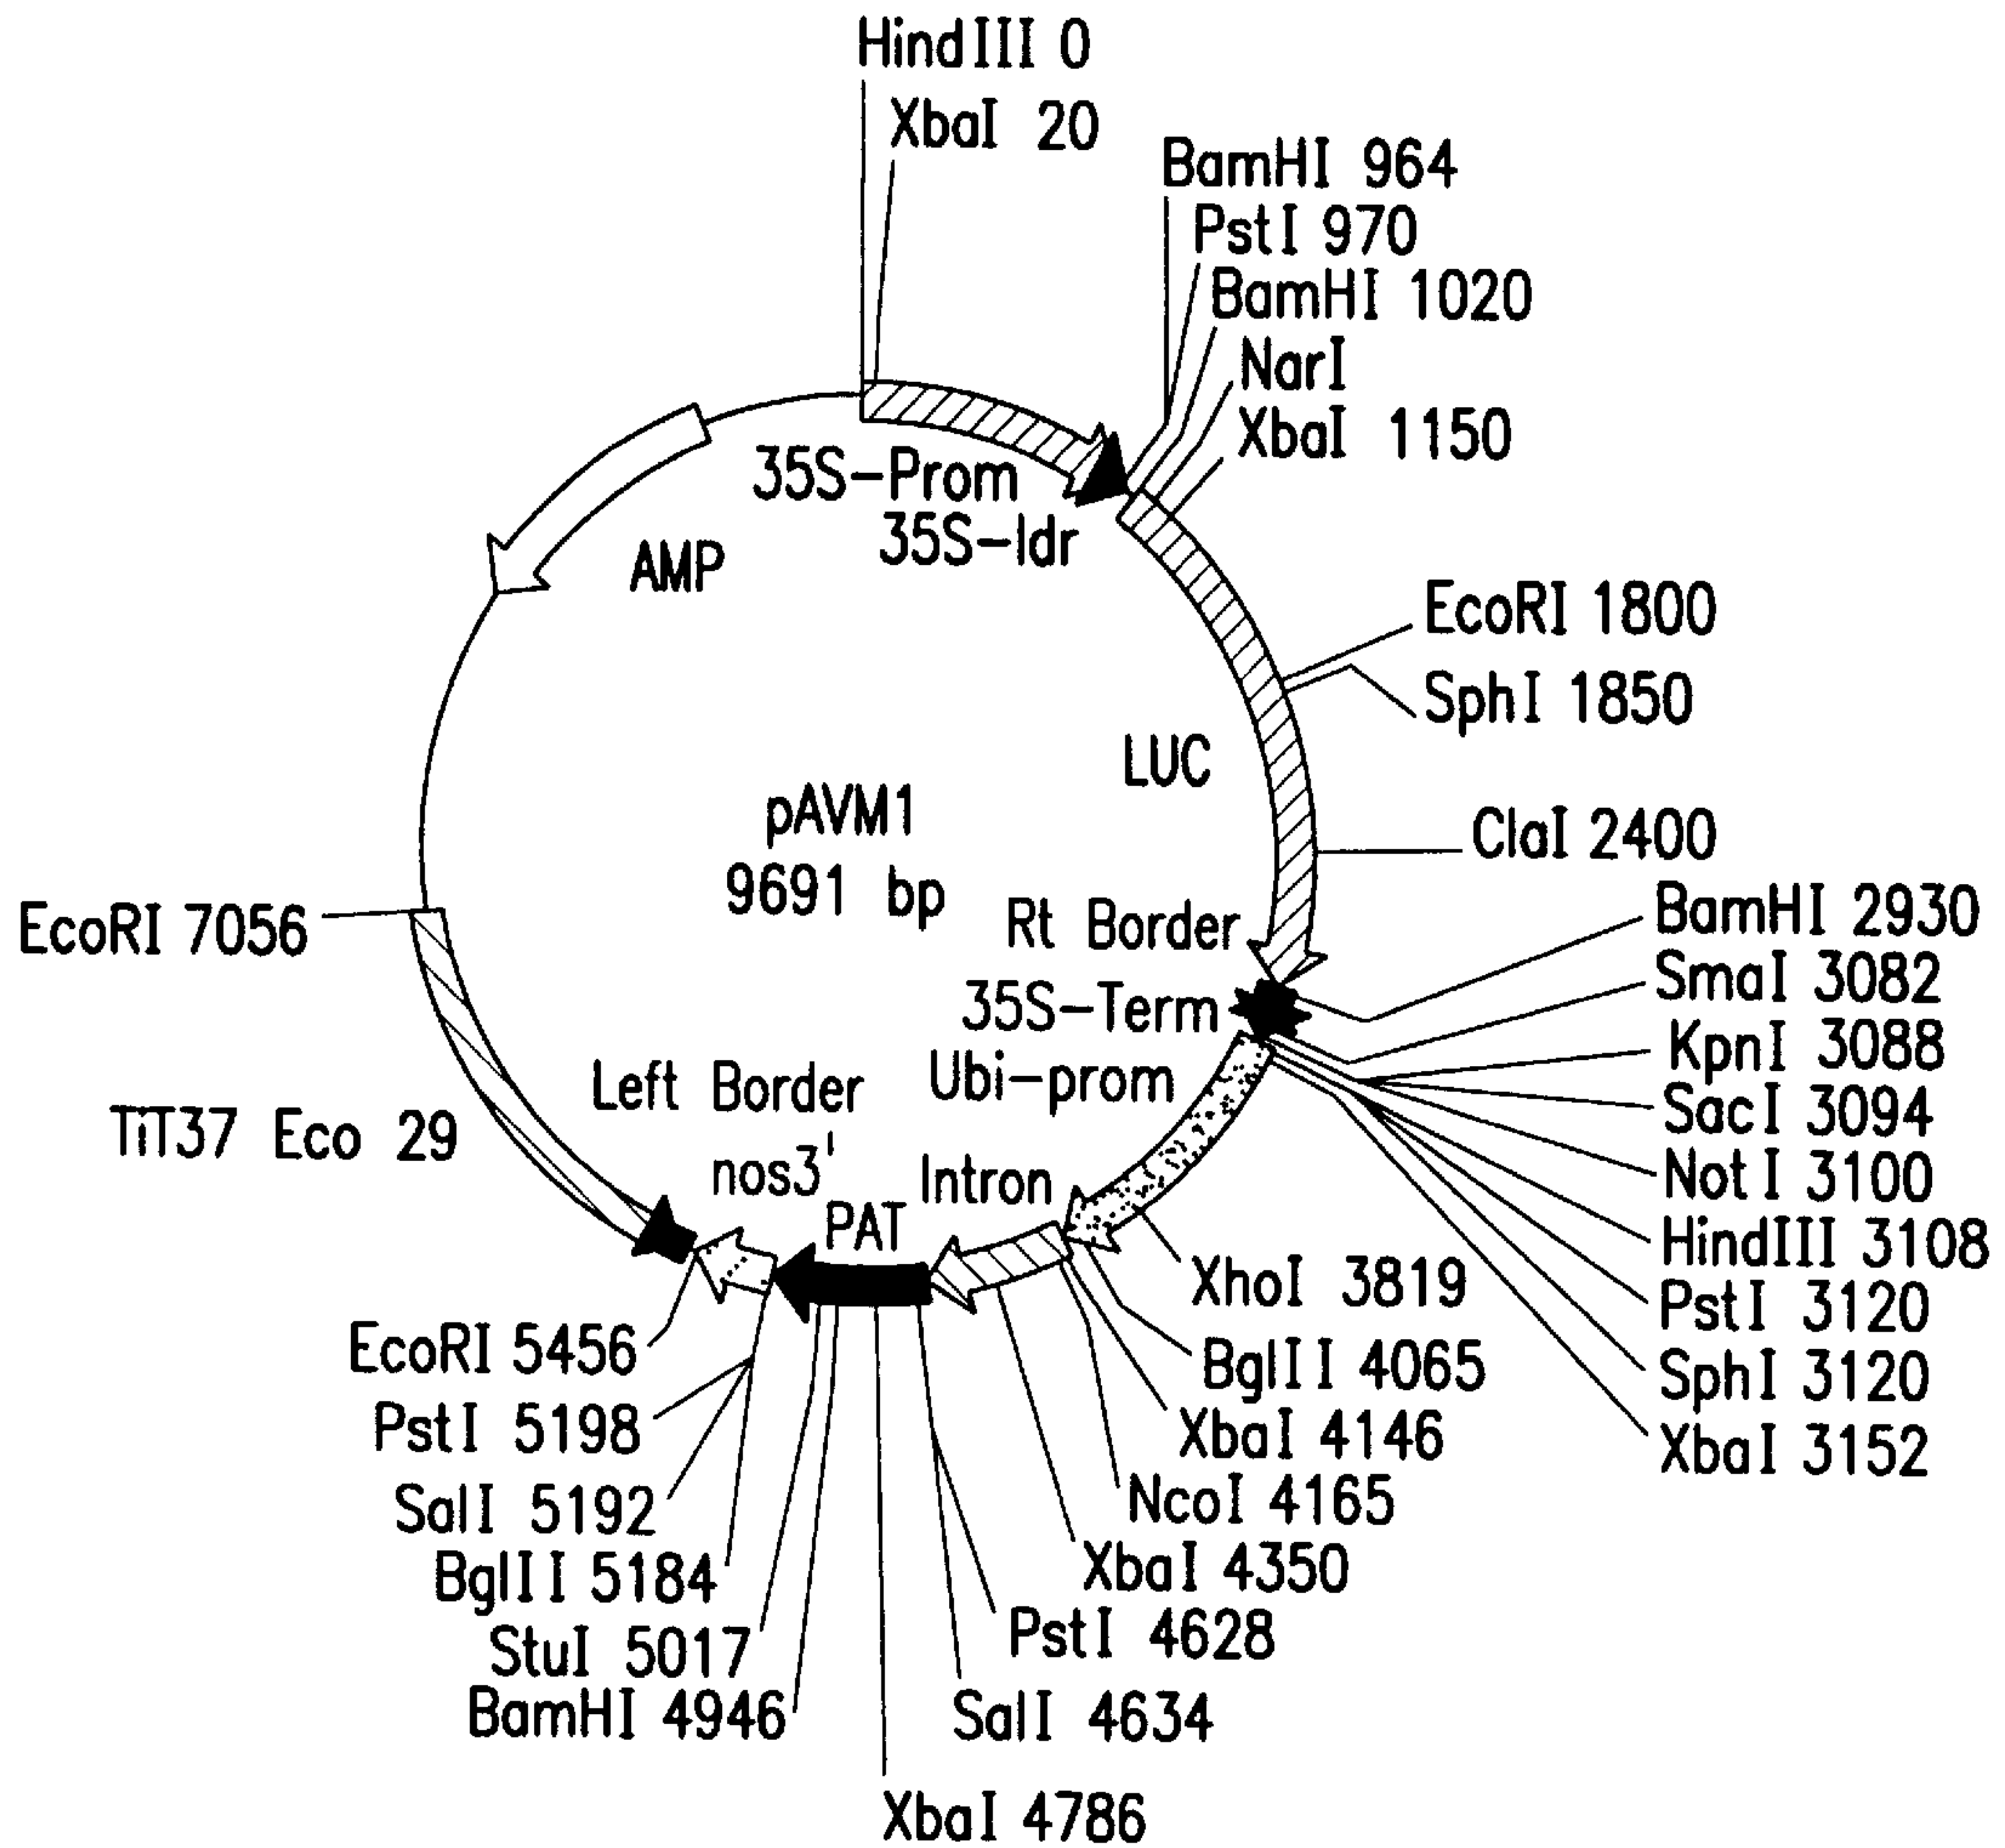 HindIII 0
XbaI 20
BamHI 964
PstI 970
BamHI 1020
NarI
XbaI 1150
35S-Prom
35S-ldr
AMP
EcoRI 1800
SphI 1850
LUC
pAVM1
9691 bp
ClaI 2400
Rt Border
BamHI 2930
EcoRI 7056
35S-Term
SmaI 3082
KpnI 3088
Left Border
Ubi-prom
SacI 3094
TiT37 Eco 29
nos3'
Intron
NotI 3100
PAT
HindIII 3108
XhoI 3819
PstI 3120
EcoRI 5456
BglII 4065
SphI 3120
PstI 5198
XbaI 4146
XbaI 3152
SalI 5192
NcoI 4165
BglII 5184
XbaI 4350
StuI 5017
PstI 4628
BamHI 4946
SalI 4634
XbaI 4786